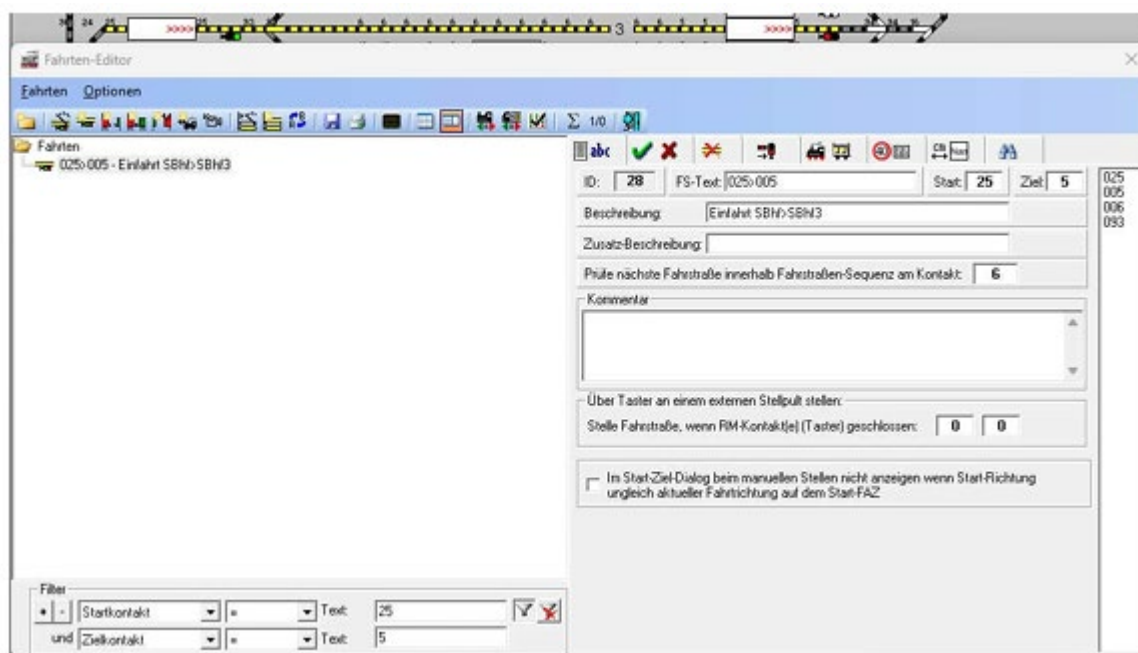 3
Fahrten-Editor
Fahrten Optionen
Σ 1/0
Fahrten
025>005 - Einfahrt SBhf>SBhf3
abc
ID: 28 FS-Text: 025>005 Start: 25 Ziel: 5
Beschreibung: Einfahrt SBhf>SBhf3
Zusatz-Beschreibung:
Prüfe nächste Fahrstraße innerhalb Fahrstraßen-Sequenz am Kontakt: 6
Kommentar
Über Taster an einem externen Stellpult stellen:
Stelle Fahrstraße, wenn RM-Kontakt(e) (Taster) geschlossen: 0 0
Im Start-Ziel-Dialog beim manuellen Stellen nicht anzeigen wenn Start-Richtung
ungleich aktueller Fahrtrichtung auf dem Start-FAZ
025
005
006
093
Filter
+ - Startkontakt = Text: 25
und Zielkontakt = Text: 5